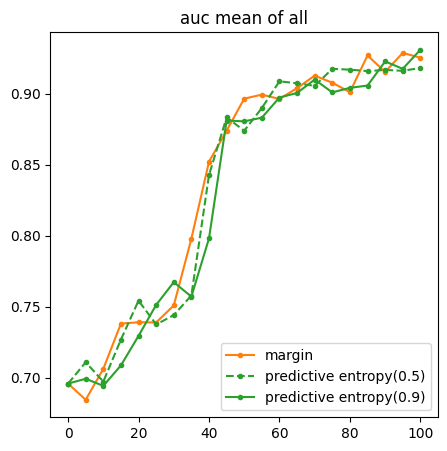 auc mean of all
0.90
0.85
0.80
0.75
0.70
margin
predictive entropy(0.5)
predictive entropy(0.9)
0 20 40 60 80 100